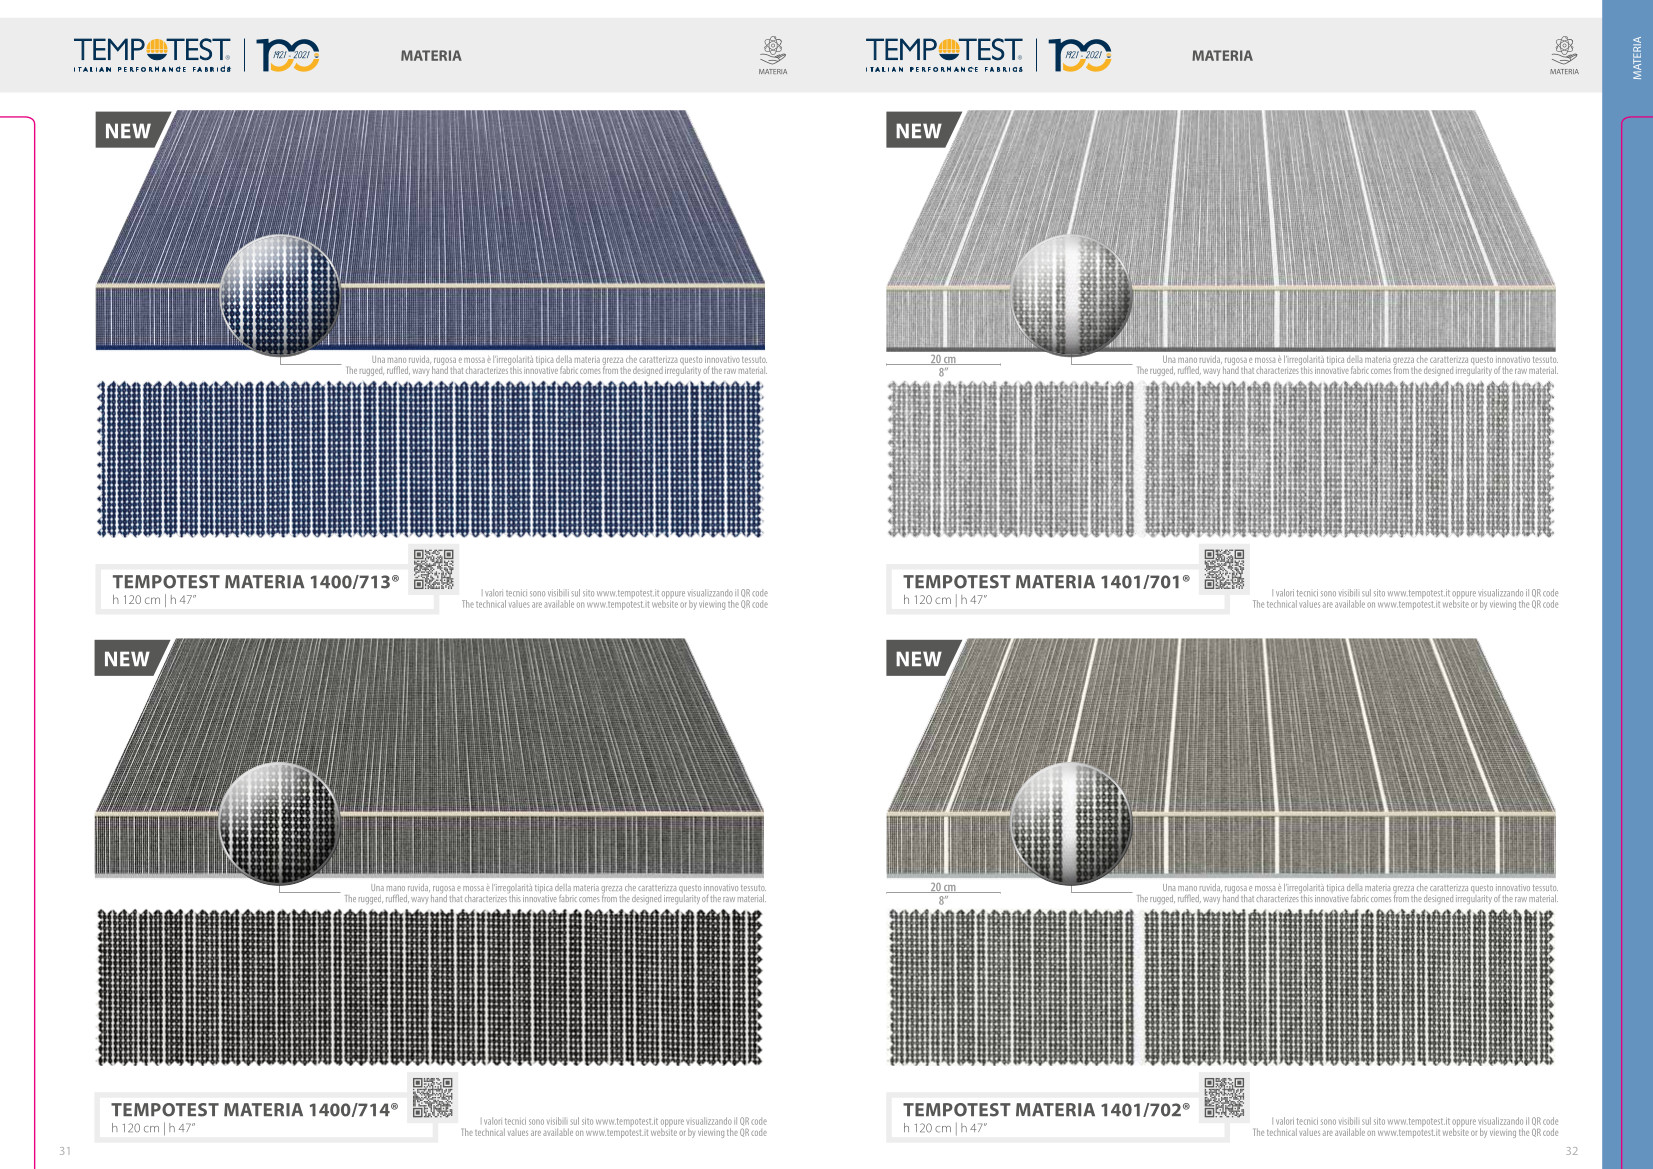 TEMPOTEST®
ITALIAN PERFORMANCE FABRICS
1921 - 2021
MATERIA
MATERIA
NEW
Una mano ruvida, rugosa e mossa è l'irregolarità tipica della materia grezza che caratterizza questo innovativo tessuto.
The rugged, ruffled, wavy hand that characterizes this innovative fabric comes from the designed irregularity of the raw material.
TEMPOTEST MATERIA 1400/713®
h 120 cm | h 47”
I valori tecnici sono visibili sul sito www.tempotest.it oppure visualizzando il QR code
The technical values are available on www.tempotest.it website or by viewing the QR code
NEW
Una mano ruvida, rugosa e mossa è l'irregolarità tipica della materia grezza che caratterizza questo innovativo tessuto.
The rugged, ruffled, wavy hand that characterizes this innovative fabric comes from the designed irregularity of the raw material.
TEMPOTEST MATERIA 1400/714®
h 120 cm | h 47”
I valori tecnici sono visibili sul sito www.tempotest.it oppure visualizzando il QR code
The technical values are available on www.tempotest.it website or by viewing the QR code
31
TEMPOTEST®
ITALIAN PERFORMANCE FABRICS
1921 - 2021
MATERIA
MATERIA
MATERIA
NEW
20 cm
8”
Una mano ruvida, rugosa e mossa è l'irregolarità tipica della materia grezza che caratterizza questo innovativo tessuto.
The rugged, ruffled, wavy hand that characterizes this innovative fabric comes from the designed irregularity of the raw material.
TEMPOTEST MATERIA 1401/701®
h 120 cm | h 47”
I valori tecnici sono visibili sul sito www.tempotest.it oppure visualizzando il QR code
The technical values are available on www.tempotest.it website or by viewing the QR code
NEW
20 cm
8”
Una mano ruvida, rugosa e mossa è l'irregolarità tipica della materia grezza che caratterizza questo innovativo tessuto.
The rugged, ruffled, wavy hand that characterizes this innovative fabric comes from the designed irregularity of the raw material.
TEMPOTEST MATERIA 1401/702®
h 120 cm | h 47”
I valori tecnici sono visibili sul sito www.tempotest.it oppure visualizzando il QR code
The technical values are available on www.tempotest.it website or by viewing the QR code
32